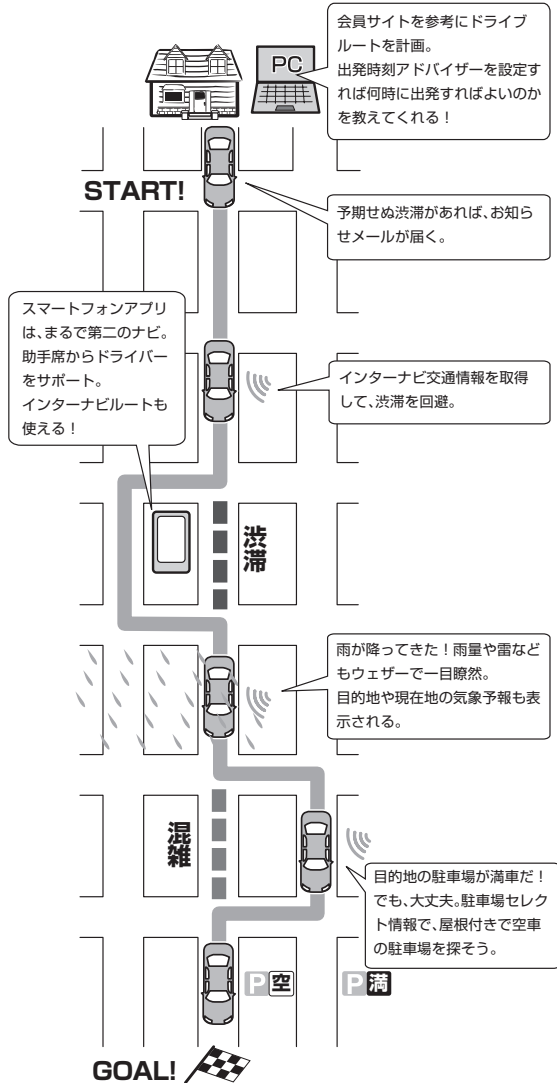 PC
会員サイトを参考にドライブ
ルートを計画。
出発時刻アドバイザーを設定す
れば何時に出発すればよいのか
を教えてくれる！
START!
予期せぬ渋滞があれば、お知ら
せメールが届く。
スマートフォンアプリ
は、まるで第二のナビ。
助手席からドライバー
をサポート。
インターナビルートも
使える！
インターナビ交通情報を取得
して、渋滞を回避。
渋滞
雨が降ってきた！雨量や雷など
もウェザーで一目瞭然。
目的地や現在地の気象予報も表
示される。
混雑
目的地の駐車場が満車だ！
でも、大丈夫。駐車場セレク
ト情報で、屋根付きで空車
の駐車場を探そう。
P空
P満
GOAL!